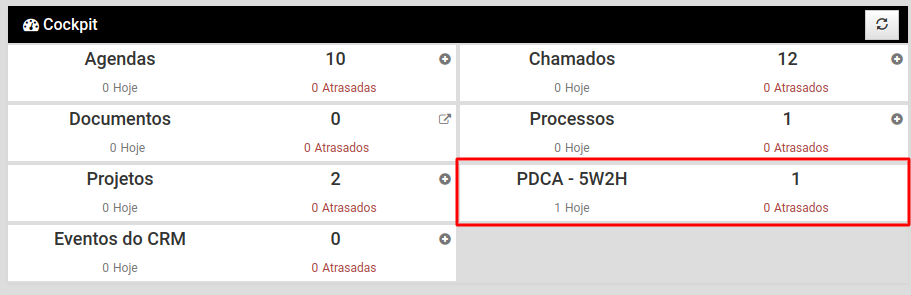 Cockpit
Agendas 10
0 Hoje 0 Atrasadas
Chamados 12
0 Hoje 0 Atrasados
Documentos 0
0 Hoje 0 Atrasados
Processos 1
0 Hoje 0 Atrasados
Projetos 2
0 Hoje 0 Atrasados
PDCA - 5W2H 1
1 Hoje 0 Atrasados
Eventos do CRM 0
0 Hoje 0 Atrasadas